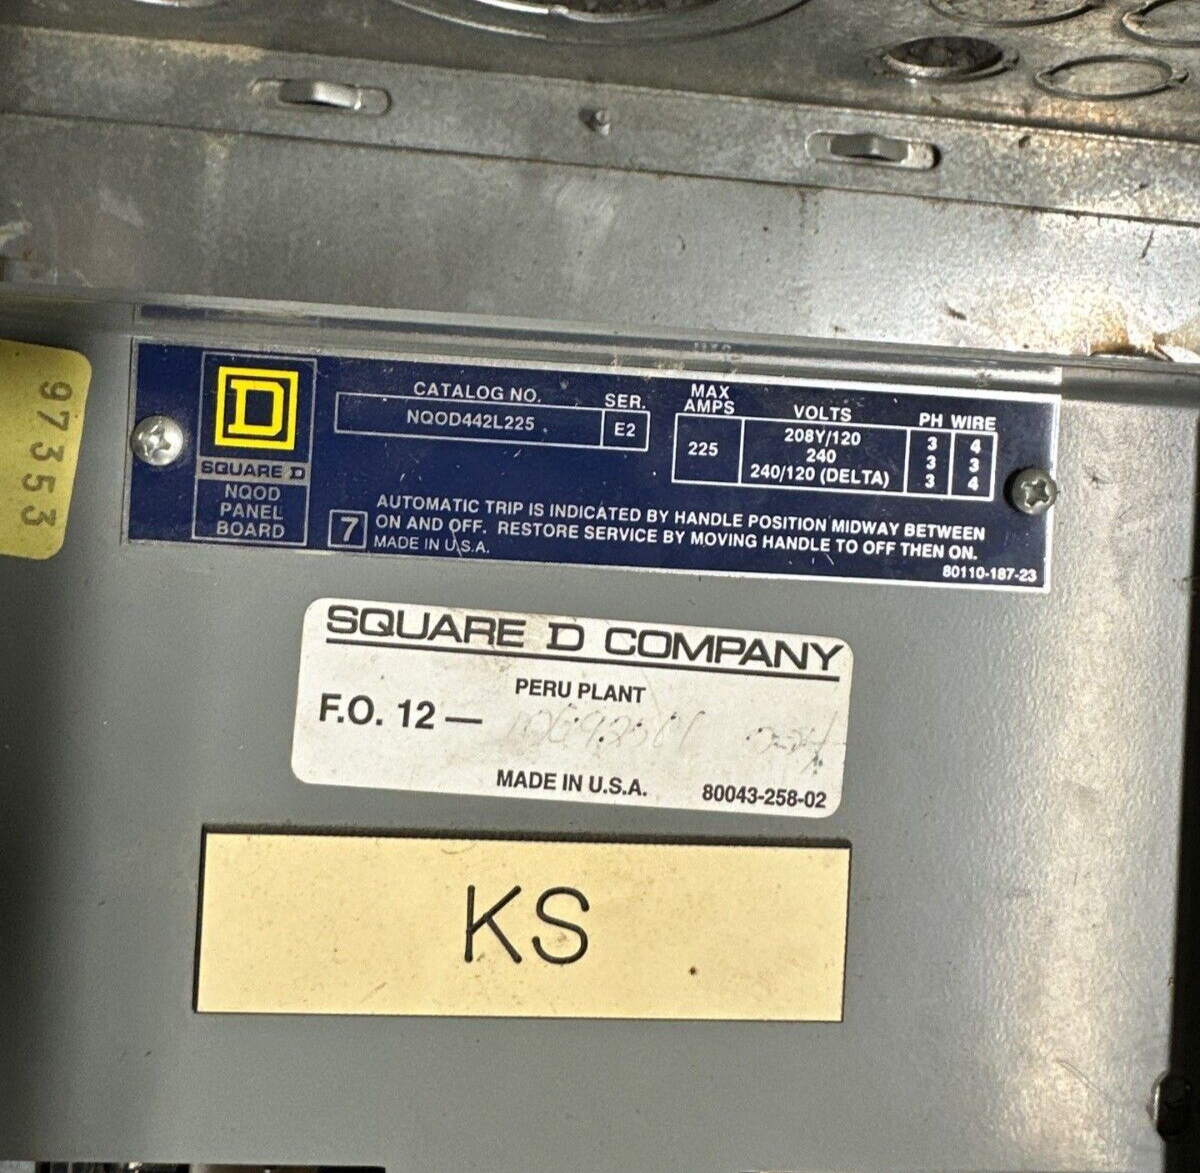 97353
D
SQUARE D
NQOD
PANEL
BOARD
CATALOG NO.
SER.
NQOD442L225
E2
MAX
AMPS
VOLTS
PH WIRE
225
208Y/120 3 4
240 3 3
240/120 (DELTA) 3 4
7
AUTOMATIC TRIP IS INDICATED BY HANDLE POSITION MIDWAY BETWEEN
ON AND OFF. RESTORE SERVICE BY MOVING HANDLE TO OFF THEN ON.
MADE IN U.S.A.
80110-187-23
SQUARE D COMPANY
PERU PLANT
F.O. 12 —
MADE IN U.S.A.
80043-258-02
KS